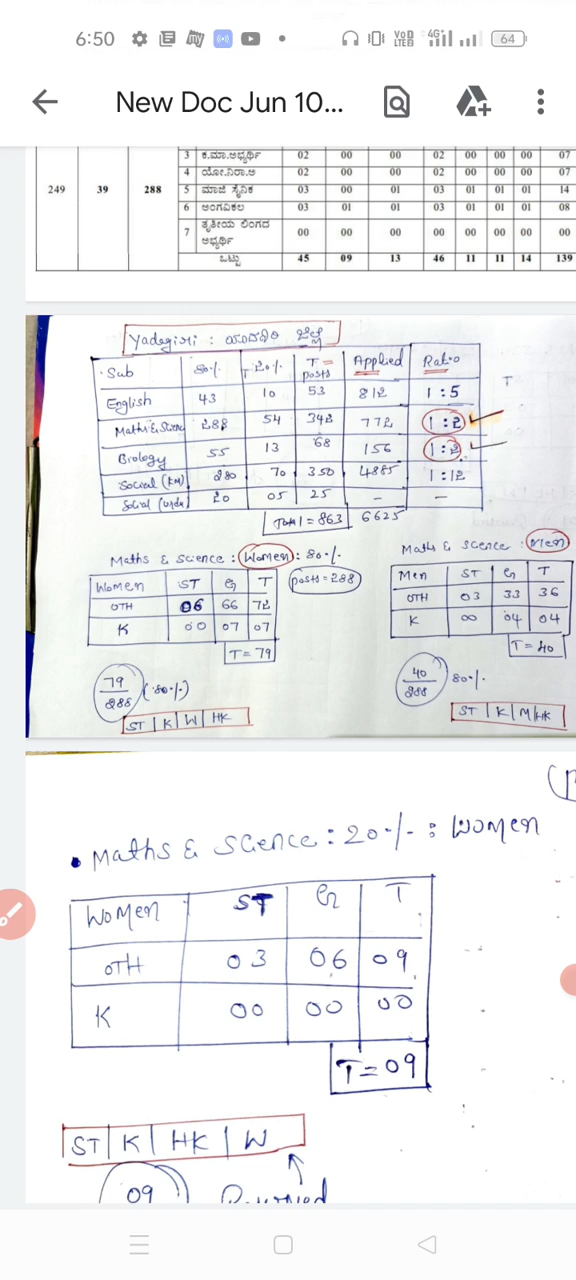 6:50 VoD LTEB 4G 64
New Doc Jun 10...
3 ಕ.ಮಾ.ಅಭ್ಯರ್ಥಿ 02 00 00 02 00 00 00 07
4 ಯೋ.ನಿರಾ.ಅ 02 00 00 02 00 00 00 07
249 39 288 5 ಮಾಜಿ ಸೈನಿಕ 03 00 01 03 01 01 01 14
6 ಅಂಗವಿಕಲ 03 01 01 03 01 01 01 08
7 ತೃತೀಯ ಲಿಂಗದ ಅಭ್ಯರ್ಥಿ 00 00 00 00 00 00 00 00
ಒಟ್ಟು 45 09 13 46 11 11 14 139
Yadagiri : ಯಾದಗಿರಿ ಜಿಲ್ಲೆ
Sub 80% 20% T= posts Applied Ratio
English 43 10 53 812 1:5
Maths & Science 288 54 342 772 1:2
Biology 55 13 68 156 1:2
Social (KM) 280 70 350 4885 1:12
Social (Urdu) 20 05 25 - -
Total = 863 6625
Maths & Science : Women : 80%
posts = 288
Women ST G T
OTH 06 66 72
K 00 07 07
T = 79
79/288 (80%)
ST | K | W | HK
Maths & Science : Men
Men ST G T
OTH 03 33 36
K 00 04 04
T = 40
40/288 80%
ST | K | M | HK
• Maths & Science : 20% : Women
Women ST G T
OTH 03 06 09
K 00 00 00
T = 09
ST | K | HK | W
09